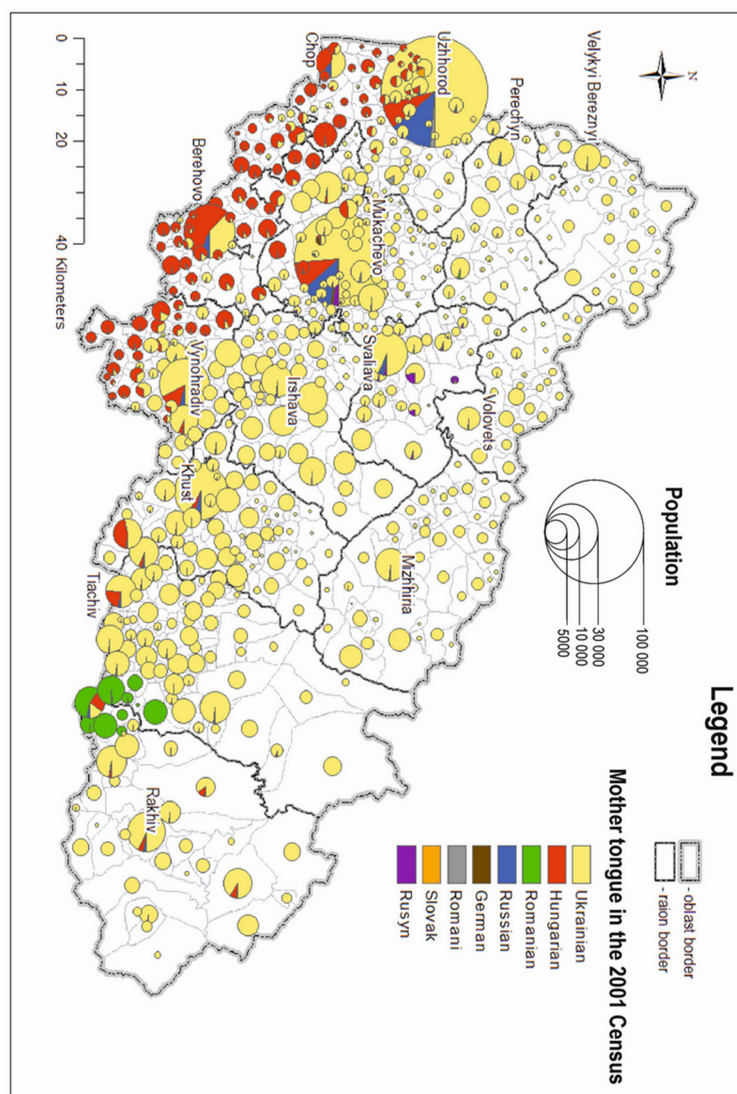 N
Velykyi Bereznyi
Perechyn
Uzhhorod
Chop
Mukachevo
Berehovo
Svaliava
Volovets
Irshava
Vynohradiv
Khust
Mizhhiria
Tiachiv
Rakhiv
0
10
20
40 Kilometers
Population
100 000
30 000
10 000
5000
Legend
- oblast border
- raion border
Mother tongue in the 2001 Census
Ukrainian
Hungarian
Romanian
Russian
German
Romani
Slovak
Rusyn